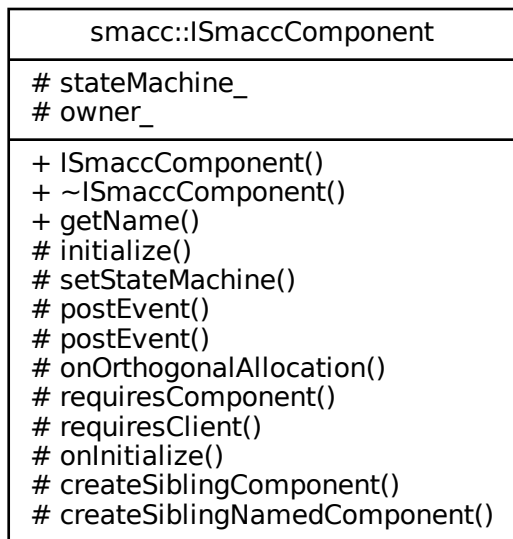 smacc::ISmaccComponent
# stateMachine_
# owner_
+ ISmaccComponent()
+ ~ISmaccComponent()
+ getName()
# initialize()
# setStateMachine()
# postEvent()
# postEvent()
# onOrthogonalAllocation()
# requiresComponent()
# requiresClient()
# onInitialize()
# createSiblingComponent()
# createSiblingNamedComponent()